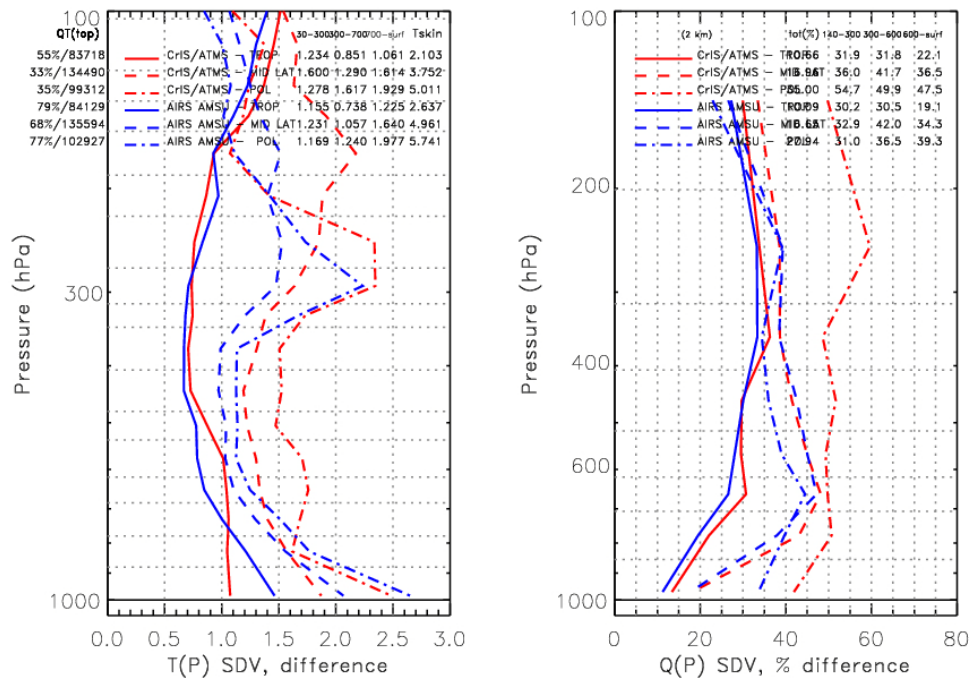 100
QT(top) 30-300 300-700 700-surf Tskin
55%/83718 CrIS/ATMS - TROP 1.234 0.851 1.061 2.103
33%/134490 CrIS/ATMS - MID LAT 1.600 1.290 1.614 3.752
35%/99312 CrIS/ATMS - POL 1.278 1.617 1.929 5.011
79%/84129 AIRS AMSU - TROP 1.155 0.738 1.225 2.637
68%/135594 AIRS AMSU - MID LAT 1.231 1.057 1.640 4.961
77%/102927 AIRS AMSU - POL 1.169 1.240 1.977 5.741
300
1000
Pressure (hPa)
0.0 0.5 1.0 1.5 2.0 2.5 3.0
T(P) SDV, difference
100
(2 km) tot(%) 140-300 300-600 600-surf
CrIS/ATMS - TROP 31.9 31.8 22.1
CrIS/ATMS - MID LAT 36.0 41.7 36.5
CrIS/ATMS - POL 54.7 49.9 47.5
AIRS AMSU - TROP 30.2 30.5 19.1
AIRS AMSU - MID LAT 32.9 42.0 34.3
AIRS AMSU - POL 31.0 36.5 39.3
200
400
600
1000
Pressure (hPa)
0 20 40 60 80
Q(P) SDV, % difference